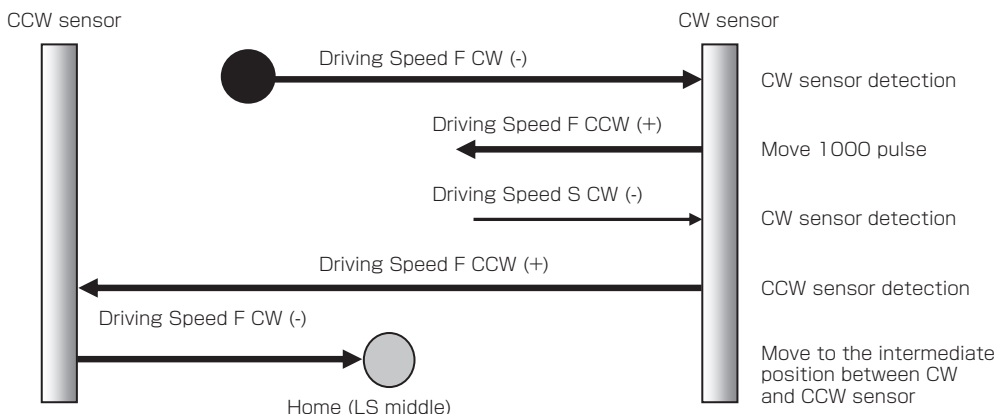 CCW sensor
CW sensor
Driving Speed F CW (-)
CW sensor detection
Driving Speed F CCW (+)
Move 1000 pulse
Driving Speed S CW (-)
CW sensor detection
Driving Speed F CCW (+)
CCW sensor detection
Driving Speed F CW (-)
Move to the intermediate
position between CW
and CCW sensor
Home (LS middle)